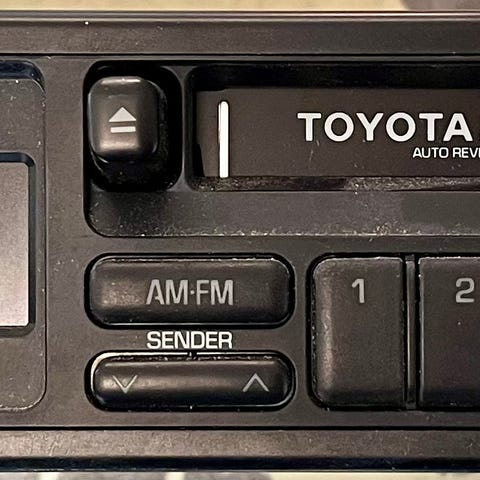 TOYOTA
AUTO REV
AM·FM
1
2
SENDER